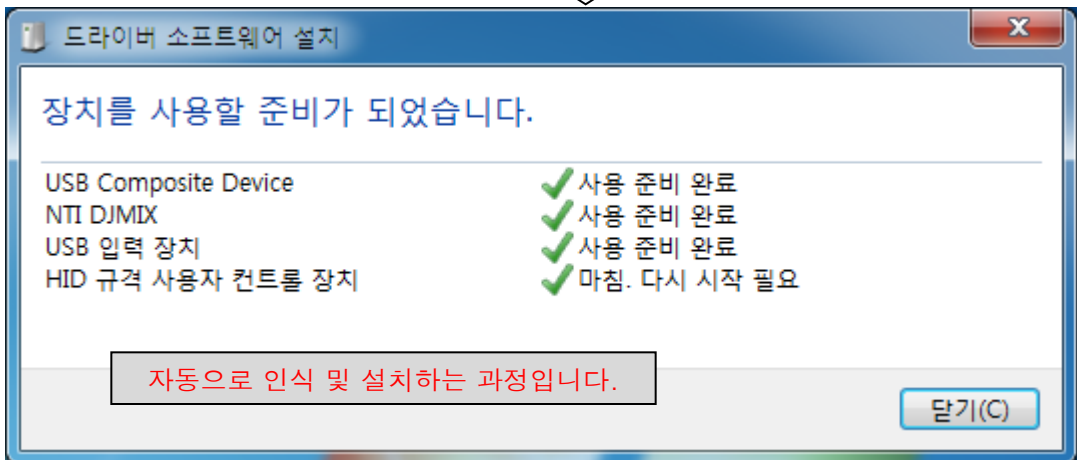 드라이버 소프트웨어 설치
장치를 사용할 준비가 되었습니다.
USB Composite Device 사용 준비 완료
NTI DJMIX 사용 준비 완료
USB 입력 장치 사용 준비 완료
HID 규격 사용자 컨트롤 장치 마침. 다시 시작 필요
자동으로 인식 및 설치하는 과정입니다.
닫기(C)